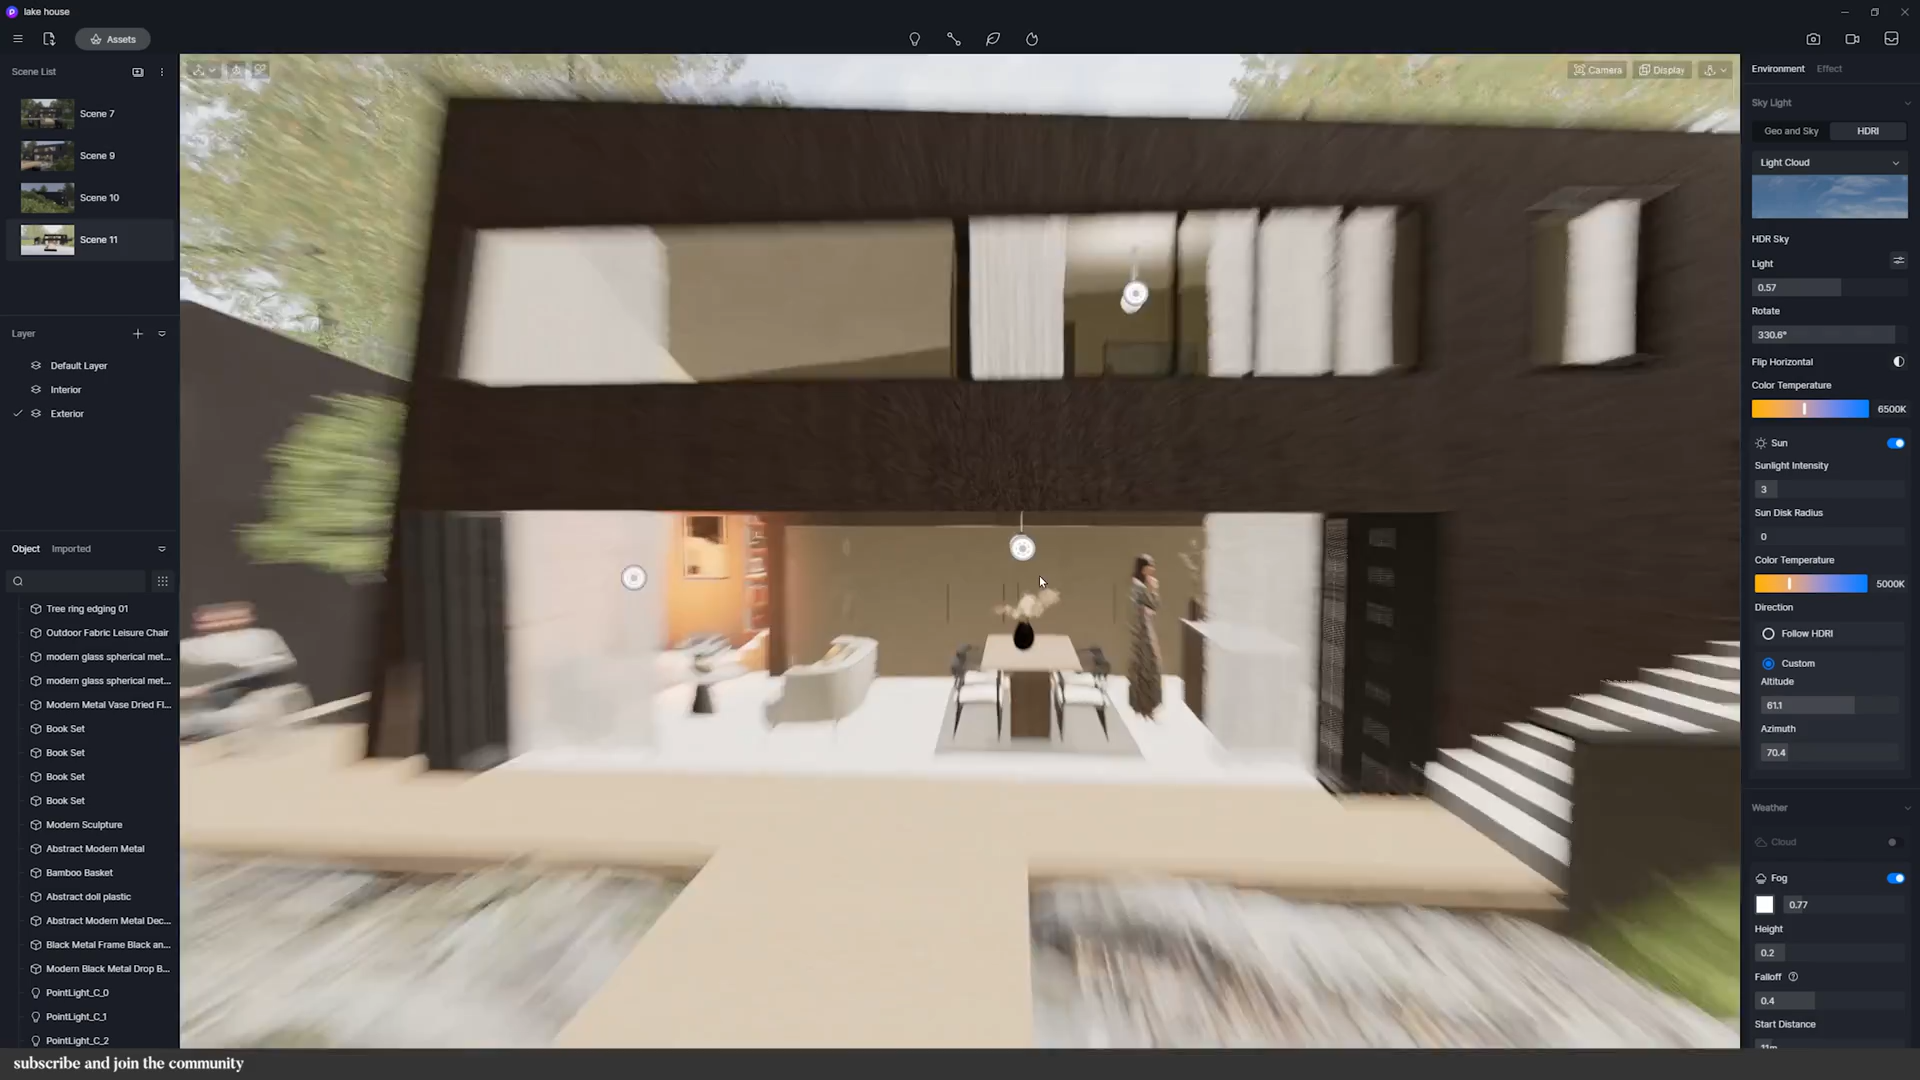 lake house
Assets
Scene List
Scene 7
Scene 9
Scene 10
Scene 11
Layer
Default Layer
Interior
Exterior
Object
Imported
Tree ring edging 01
Outdoor Fabric Leisure Chair
modern glass spherical met...
modern glass spherical met...
Modern Metal Vase Dried Fl...
Book Set
Book Set
Book Set
Book Set
Modern Sculpture
Abstract Modern Metal
Bamboo Basket
Abstract doll plastic
Abstract Modern Metal Dec...
Black Metal Frame Black an...
Modern Black Metal Drop B...
PointLight_C_0
PointLight_C_1
PointLight_C_2
Camera
Display
Environment
Effect
Sky Light
Geo and Sky
HDRI
Light Cloud
HDR Sky
Light
0.57
Rotate
330.6°
Flip Horizontal
Color Temperature
6500K
Sun
Sunlight Intensity
3
Sun Disk Radius
0
Color Temperature
5000K
Direction
Follow HDRI
Custom
Altitude
61.1
Azimuth
70.4
Weather
Cloud
Fog
0.77
Height
0.2
Falloff
0.4
Start Distance
11m
subscribe and join the community